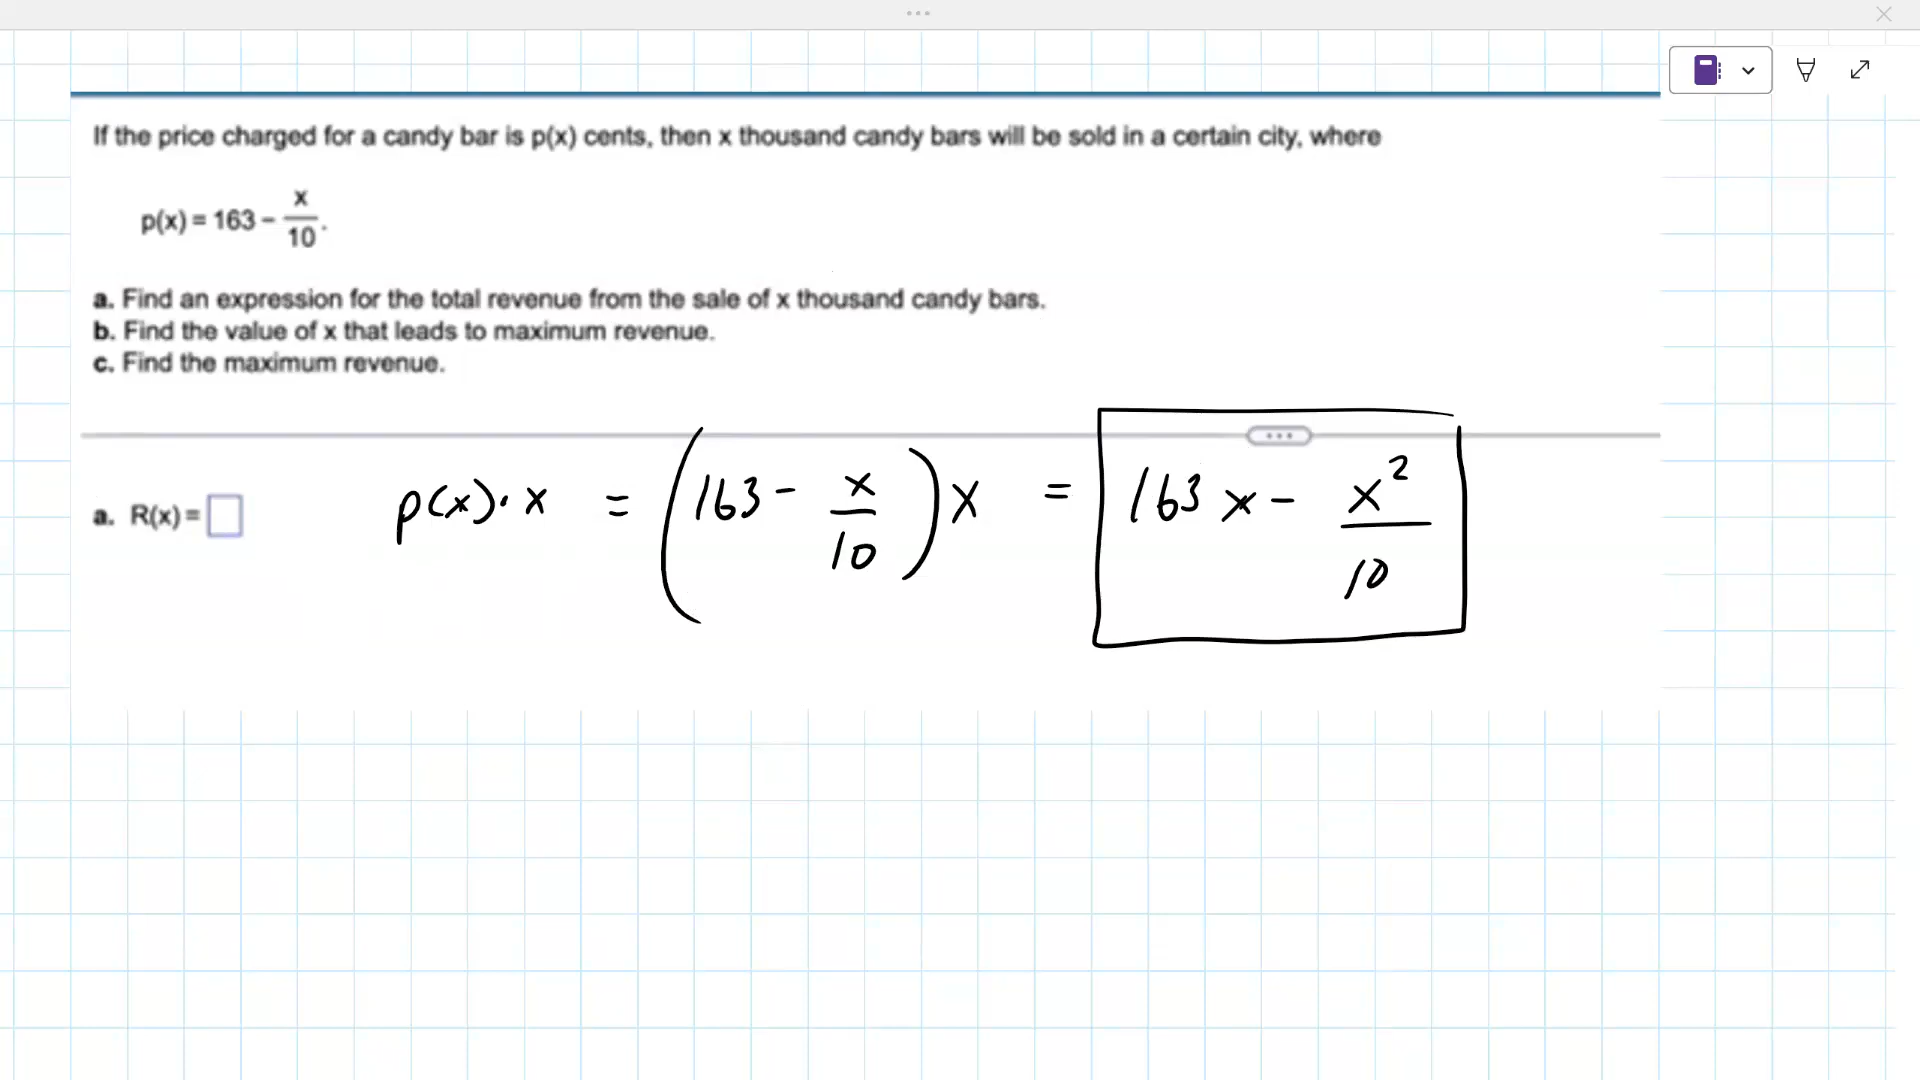 If the price charged for a candy bar is p(x) cents, then x thousand candy bars will be sold in a certain city, where
p(x) = 163 − x/10.
a. Find an expression for the total revenue from the sale of x thousand candy bars.
b. Find the value of x that leads to maximum revenue.
c. Find the maximum revenue.
a. R(x) = p(x)·x = (163 − x/10)x = 163x − x²/10